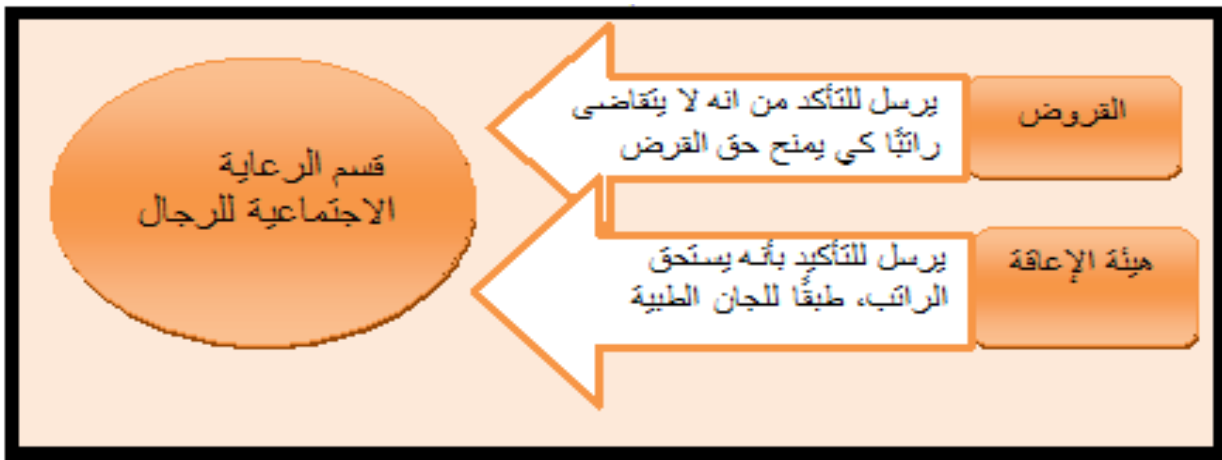 القروض
يرسل للتأكد من انه لا يتقاضى
راتبًا كي يمنح حق القرض
قسم الرعاية
الاجتماعية للرجال
هيئة الإعاقة
يرسل للتأكيد بأنه يستحق
الراتب، طبقًا للجان الطبية